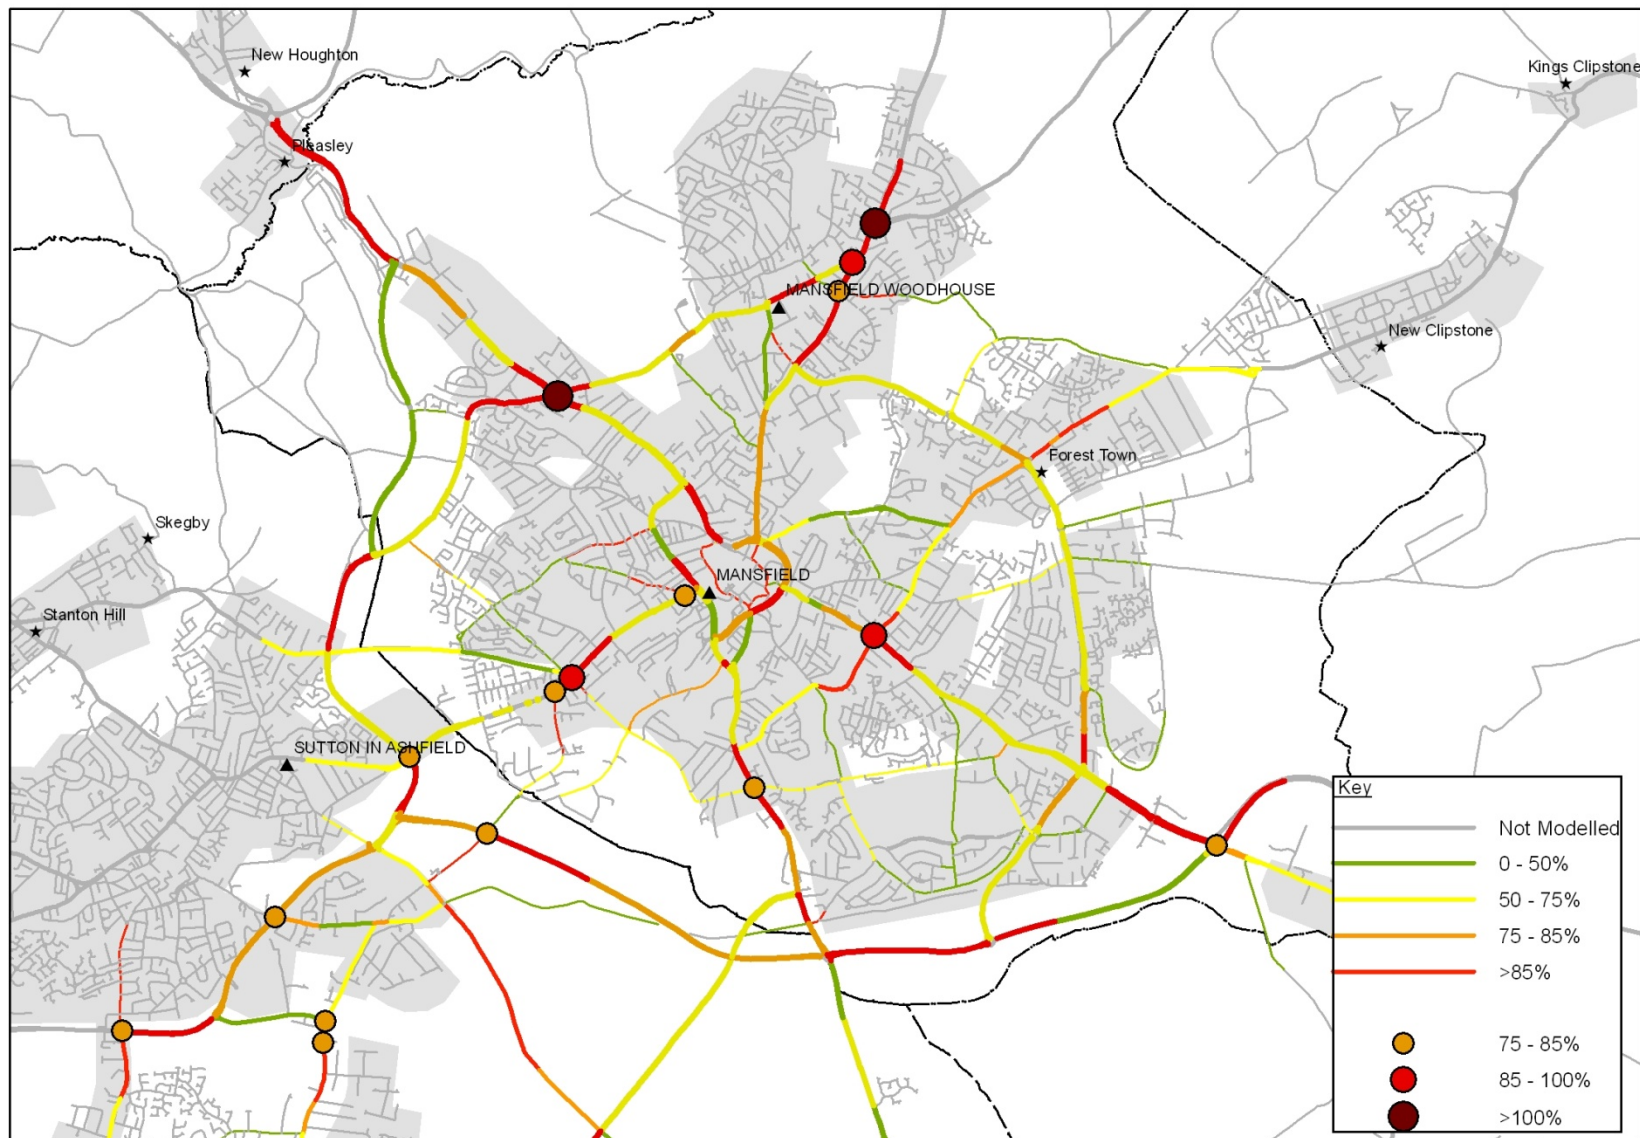 New Houghton
Kings Clipstone
Pleasley
MANSFIELD WOODHOUSE
New Clipstone
Forest Town
Skegby
MANSFIELD
Stanton Hill
SUTTON IN ASHFIELD
Key
Not Modelled
0 - 50%
50 - 75%
75 - 85%
>85%
75 - 85%
85 - 100%
>100%